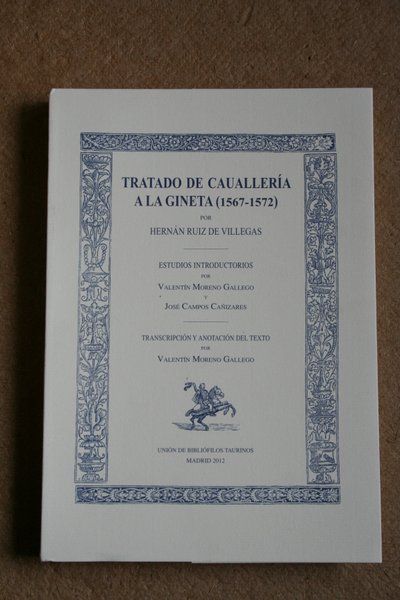 TRATADO DE CAUALLERÍA
A LA GINETA (1567-1572)
POR
HERNÁN RUIZ DE VILLEGAS
ESTUDIOS INTRODUCTORIOS
POR
VALENTÍN MORENO GALLEGO
Y
JOSÉ CAMPOS CAÑIZARES
TRANSCRIPCIÓN Y ANOTACIÓN DEL TEXTO
POR
VALENTÍN MORENO GALLEGO
UNIÓN DE BIBLIÓFILOS TAURINOS
MADRID 2012